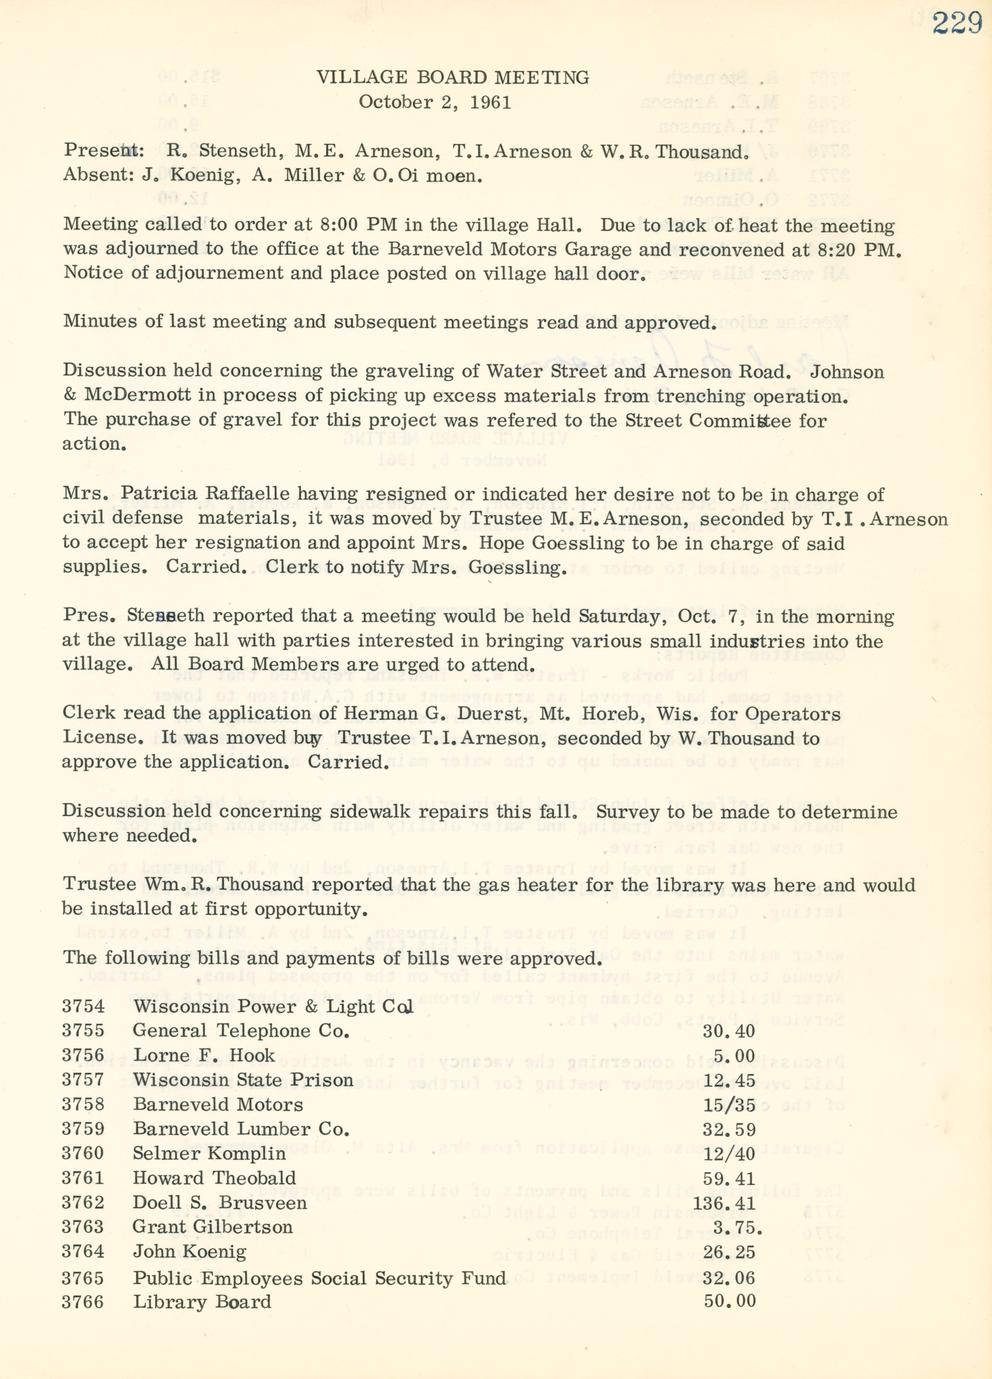 229
VILLAGE BOARD MEETING
October 2, 1961
Present: R. Stenseth, M.E. Arneson, T.I. Arneson & W.R. Thousand.
Absent: J. Koenig, A. Miller & O. Oi moen.
Meeting called to order at 8:00 PM in the village Hall. Due to lack of heat the meeting
was adjourned to the office at the Barneveld Motors Garage and reconvened at 8:20 PM.
Notice of adjournement and place posted on village hall door.
Minutes of last meeting and subsequent meetings read and approved.
Discussion held concerning the graveling of Water Street and Arneson Road. Johnson
& McDermott in process of picking up excess materials from trenching operation.
The purchase of gravel for this project was refered to the Street Committee for
action.
Mrs. Patricia Raffaelle having resigned or indicated her desire not to be in charge of
civil defense materials, it was moved by Trustee M.E. Arneson, seconded by T.I. Arneson
to accept her resignation and appoint Mrs. Hope Goessling to be in charge of said
supplies. Carried. Clerk to notify Mrs. Goessling.
Pres. Stenseth reported that a meeting would be held Saturday, Oct. 7, in the morning
at the village hall with parties interested in bringing various small industries into the
village. All Board Members are urged to attend.
Clerk read the application of Herman G. Duerst, Mt. Horeb, Wis. for Operators
License. It was moved buy Trustee T.I. Arneson, seconded by W. Thousand to
approve the application. Carried.
Discussion held concerning sidewalk repairs this fall. Survey to be made to determine
where needed.
Trustee Wm. R. Thousand reported that the gas heater for the library was here and would
be installed at first opportunity.
The following bills and payments of bills were approved.
3754 Wisconsin Power & Light Col
3755 General Telephone Co. 30.40
3756 Lorne F. Hook 5.00
3757 Wisconsin State Prison 12.45
3758 Barneveld Motors 15/35
3759 Barneveld Lumber Co. 32.59
3760 Selmer Komplin 12/40
3761 Howard Theobald 59.41
3762 Doell S. Brusveen 136.41
3763 Grant Gilbertson 3.75.
3764 John Koenig 26.25
3765 Public Employees Social Security Fund 32.06
3766 Library Board 50.00